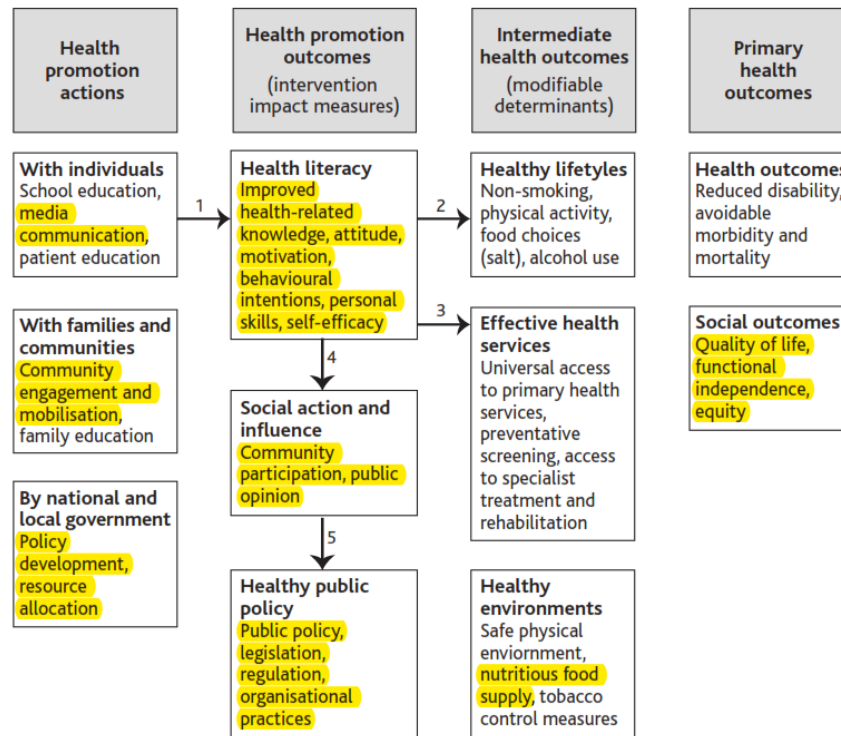 Health
promotion
actions
Health promotion
outcomes
(intervention
impact measures)
Intermediate
health outcomes
(modifiable
determinants)
Primary
health
outcomes
With individuals
School education,
media
communication,
patient education
1
Health literacy
Improved
health-related
knowledge, attitude,
motivation,
behavioural
intentions, personal
skills, self-efficacy
2
3
4
Healthy lifetyles
Non-smoking,
physical activity,
food choices
(salt), alcohol use
Health outcomes
Reduced disability,
avoidable
morbidity and
mortality
With families and
communities
Community
engagement and
mobilisation,
family education
Social action and
influence
Community
participation, public
opinion
5
Effective health
services
Universal access
to primary health
services,
preventative
screening, access
to specialist
treatment and
rehabilitation
Social outcomes
Quality of life,
functional
independence,
equity
By national and
local government
Policy
development,
resource
allocation
Healthy public
policy
Public policy,
legislation,
regulation,
organisational
practices
Healthy
environments
Safe physical
enviornment,
nutritious food
supply, tobacco
control measures